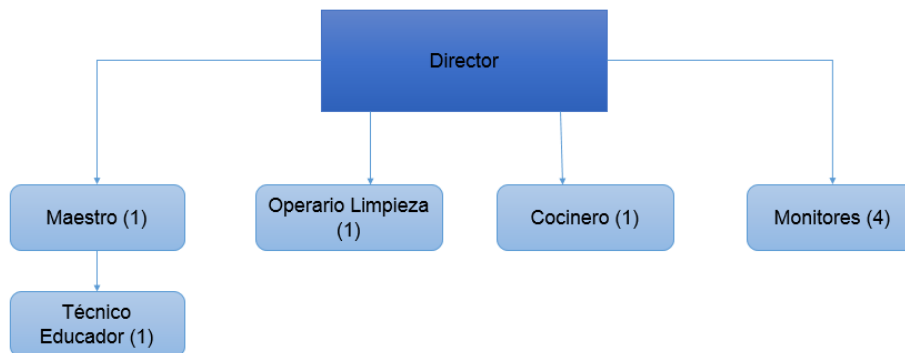 Director
Maestro (1)
Operario Limpieza
(1)
Cocinero (1)
Monitores (4)
Técnico
Educador (1)